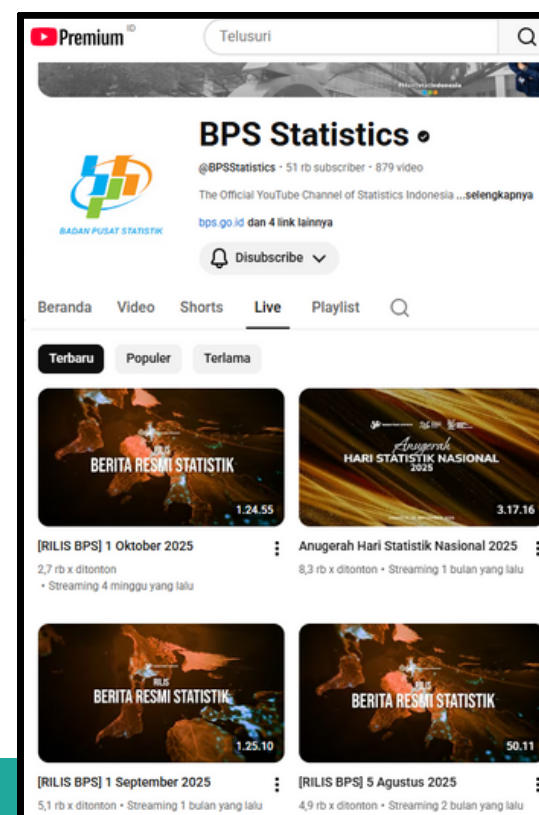 Premium ID
Telusuri
#MencatatIndonesia
BPS Statistics
@BPSStatistics • 51 rb subscriber • 879 video
The Official YouTube Channel of Statistics Indonesia ...selengkapnya
bps.go.id dan 4 link lainnya
BADAN PUSAT STATISTIK
Disubscribe
Beranda Video Shorts Live Playlist
Terbaru Populer Terlama
RILIS
BERITA RESMI STATISTIK
1.24.55
Anugerah
HARI STATISTIK NASIONAL
2025
3.17.16
[RILIS BPS] 1 Oktober 2025
2,7 rb x ditonton
• Streaming 4 minggu yang lalu
Anugerah Hari Statistik Nasional 2025
8,3 rb x ditonton • Streaming 1 bulan yang lalu
RILIS
BERITA RESMI STATISTIK
1.25.10
RILIS
BERITA RESMI STATISTIK
50.11
[RILIS BPS] 1 September 2025
5,1 rb x ditonton • Streaming 1 bulan yang lalu
[RILIS BPS] 5 Agustus 2025
4,9 rb x ditonton • Streaming 2 bulan yang lalu